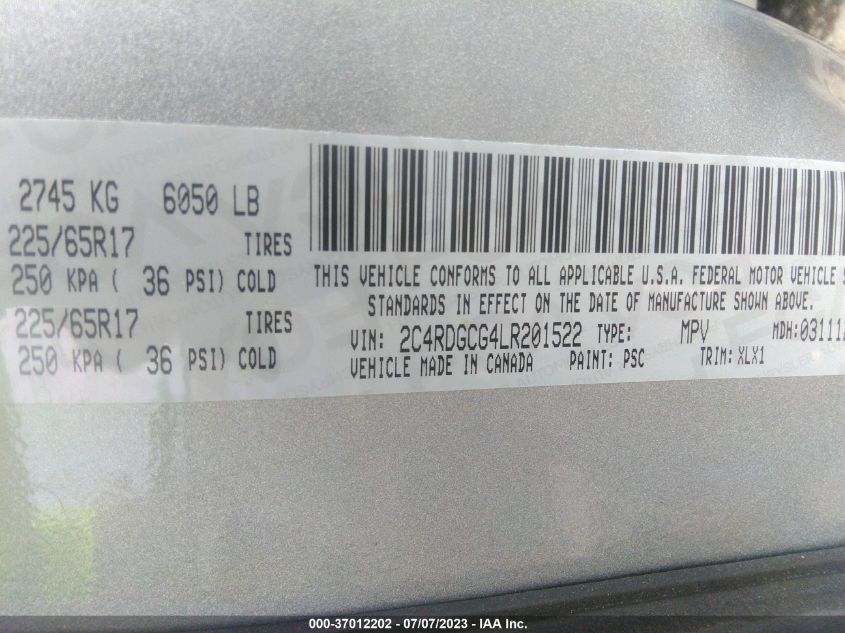 2745 KG 6050 LB
225/65R17 TIRES
250 KPA ( 36 PSI) COLD
225/65R17 TIRES
250 KPA ( 36 PSI) COLD
THIS VEHICLE CONFORMS TO ALL APPLICABLE U.S.A. FEDERAL MOTOR VEHICLE S
STANDARDS IN EFFECT ON THE DATE OF MANUFACTURE SHOWN ABOVE.
VIN: 2C4RDGCG4LR201522 TYPE: MPV MDH:031112
VEHICLE MADE IN CANADA PAINT: PSC TRIM: XLX1
000-37012202 - 07/07/2023 - IAA Inc.